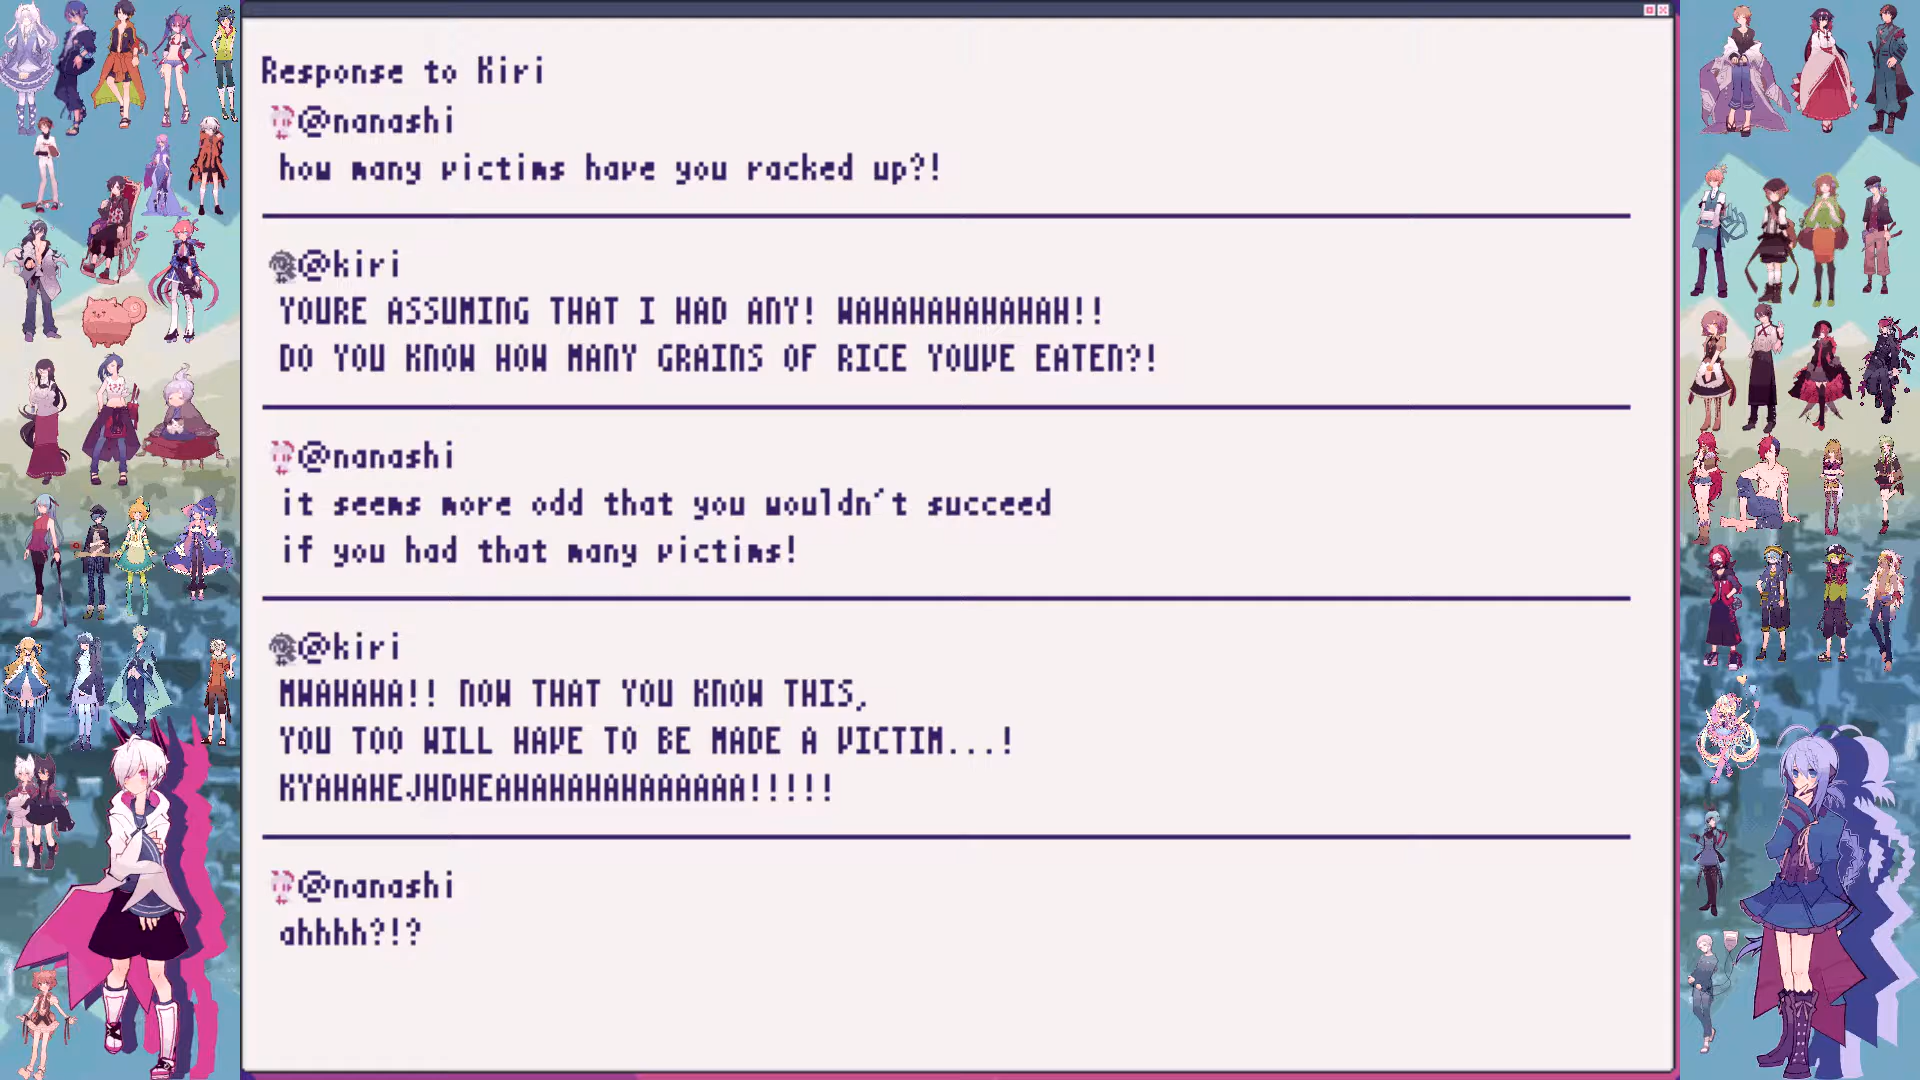 Response to Kiri
@nanashi
how many victims have you racked up?!
@kiri
YOURE ASSUMING THAT I HAD ANY! WAHAHAHAHAHAH!!
DO YOU KNOW HOW MANY GRAINS OF RICE YOUVE EATEN?!
@nanashi
it seems more odd that you wouldn't succeed
if you had that many victims!
@kiri
MWAHAHA!! NOW THAT YOU KNOW THIS,
YOU TOO WILL HAVE TO BE MADE A VICTIM...!
KYAHAHEJHDHEAHAHAHAHAAAAAA!!!!!
@nanashi
ahhhh?!?